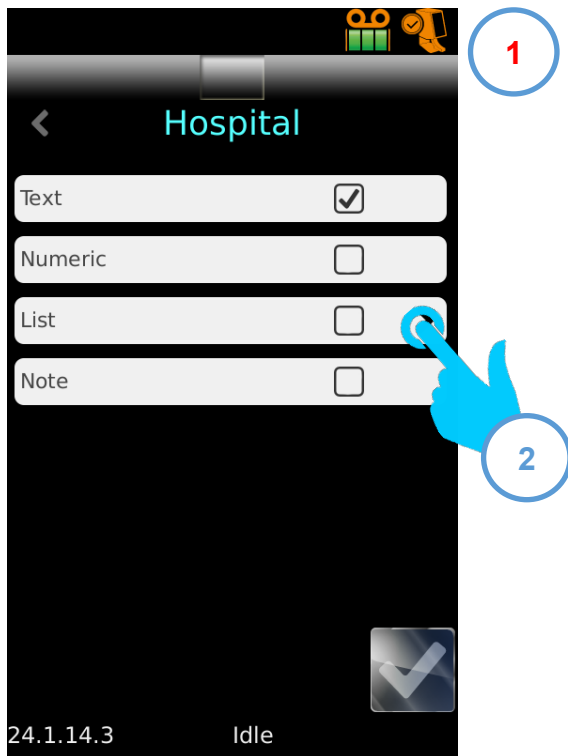 1
Hospital
Text
Numeric
List
Note
2
24.1.14.3 Idle